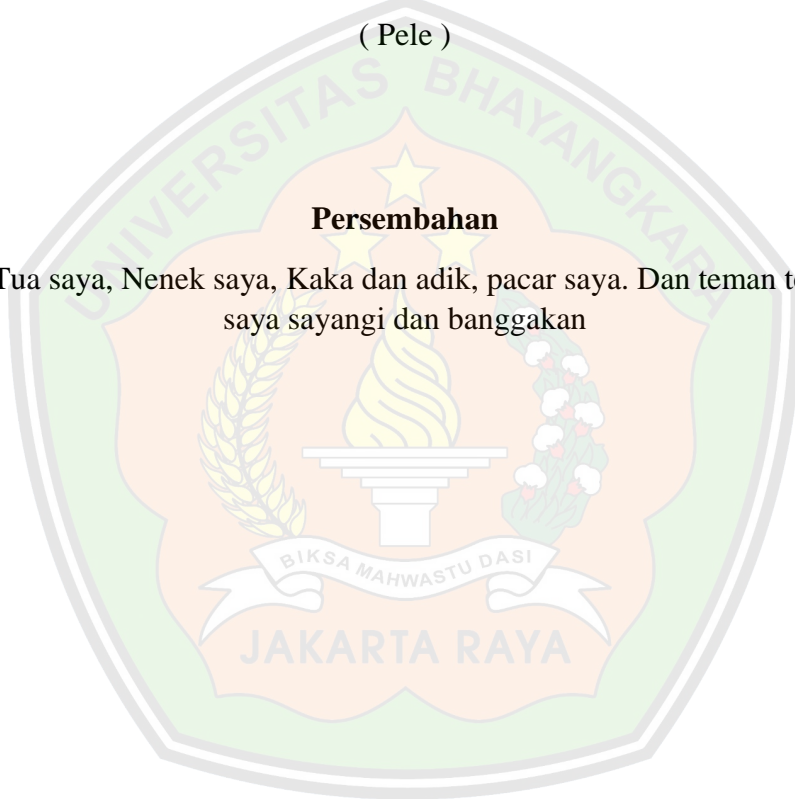 ( Pele )
UNIVERSITAS BHAYANGKARA
Persembahan
Tua saya, Nenek saya, Kaka dan adik, pacar saya. Dan teman
saya sayangi dan banggakan
BIKSA MAHWASTU DASI
JAKARTA RAYA